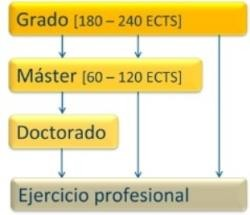 Grado [180 – 240 ECTS]
Máster [60 – 120 ECTS]
Doctorado
Ejercicio profesional